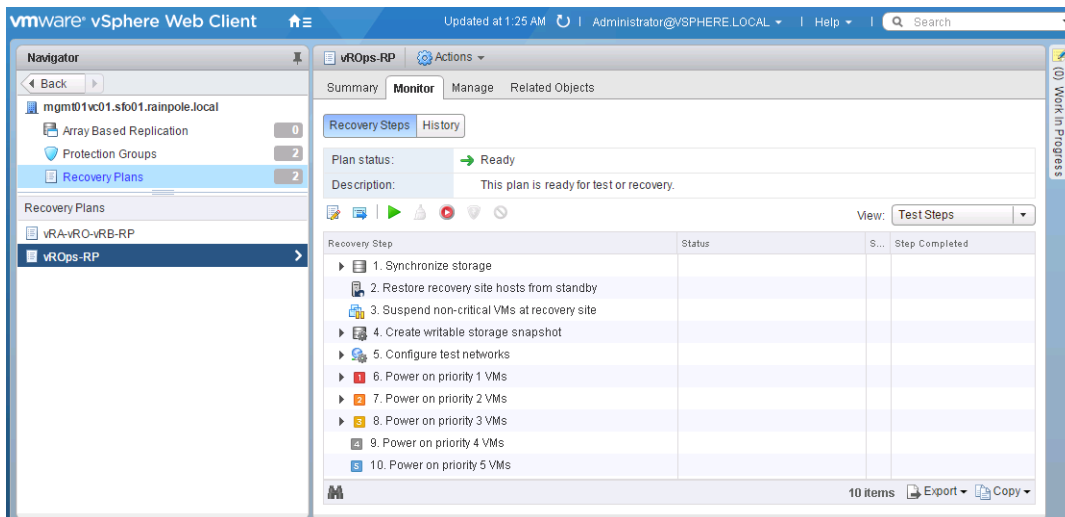 vmware® vSphere Web Client Updated at 1:25 AM | Administrator@VSPHERE.LOCAL | Help | Search
Navigator
Back
mgmt01vc01.sfo01.rainpole.local
Array Based Replication 0
Protection Groups 2
Recovery Plans 2
Recovery Plans
vRA-vRO-vRB-RP
vROps-RP
vROps-RP Actions
Summary Monitor Manage Related Objects
Recovery Steps History
Plan status: Ready
Description: This plan is ready for test or recovery.
View: Test Steps
Recovery Step Status S... Step Completed
1. Synchronize storage
2. Restore recovery site hosts from standby
3. Suspend non-critical VMs at recovery site
4. Create writable storage snapshot
5. Configure test networks
1 6. Power on priority 1 VMs
2 7. Power on priority 2 VMs
3 8. Power on priority 3 VMs
4 9. Power on priority 4 VMs
5 10. Power on priority 5 VMs
10 items Export Copy
(0) Work In Progress